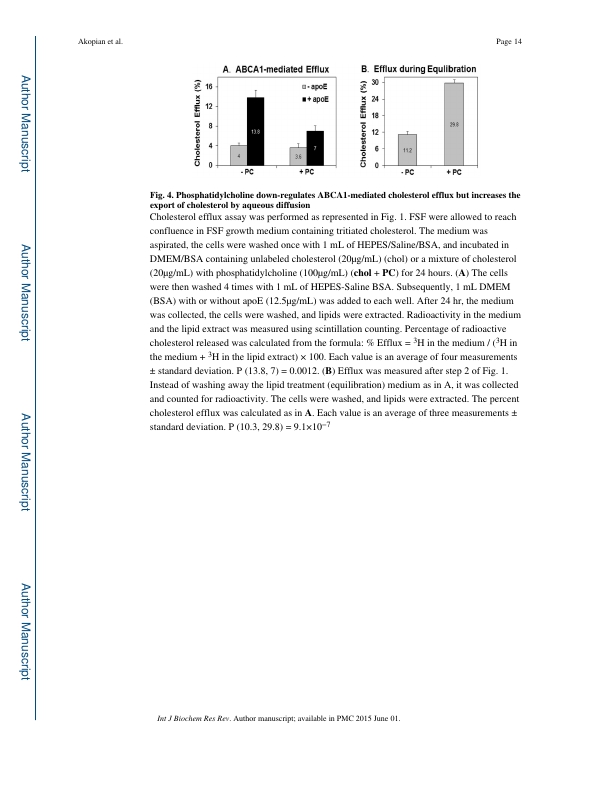 Akopian et al.
Page 14
A. ABCA1-mediated Efflux
Cholesterol Efflux (%)
16
12
8
4
0
- apoE
+ apoE
4
13.8
3.6
7
- PC
+ PC
B. Efflux during Equlibration
Cholesterol Efflux (%)
30
24
18
12
6
0
11.2
29.8
- PC
+ PC
Fig. 4. Phosphatidylcholine down-regulates ABCA1-mediated cholesterol efflux but increases the
export of cholesterol by aqueous diffusion
Cholesterol efflux assay was performed as represented in Fig. 1. FSF were allowed to reach
confluence in FSF growth medium containing tritiated cholesterol. The medium was
aspirated, the cells were washed once with 1 mL of HEPES/Saline/BSA, and incubated in
DMEM/BSA containing unlabeled cholesterol (20μg/mL) (chol) or a mixture of cholesterol
(20μg/mL) with phosphatidylcholine (100μg/mL) (chol + PC) for 24 hours. (A) The cells
were then washed 4 times with 1 mL of HEPES-Saline BSA. Subsequently, 1 mL DMEM
(BSA) with or without apoE (12.5μg/mL) was added to each well. After 24 hr, the medium
was collected, the cells were washed, and lipids were extracted. Radioactivity in the medium
and the lipid extract was measured using scintillation counting. Percentage of radioactive
cholesterol released was calculated from the formula: % Efflux = ³H in the medium / (³H in
the medium + ³H in the lipid extract) × 100. Each value is an average of four measurements
± standard deviation. P (13.8, 7) = 0.0012. (B) Efflux was measured after step 2 of Fig. 1.
Instead of washing away the lipid treatment (equilibration) medium as in A, it was collected
and counted for radioactivity. The cells were washed, and lipids were extracted. The percent
cholesterol efflux was calculated as in A. Each value is an average of three measurements ±
standard deviation. P (10.3, 29.8) = 9.1×10⁻⁷
Int J Biochem Res Rev. Author manuscript; available in PMC 2015 June 01.
Author Manuscript
Author Manuscript
Author Manuscript
Author Manuscript